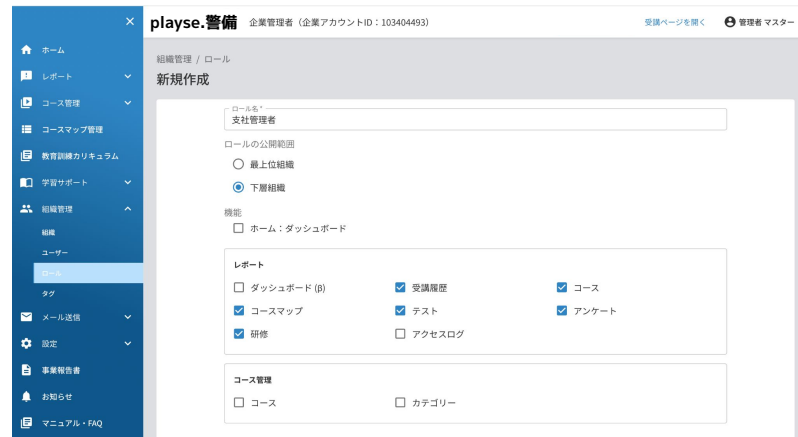 ×
playse.警備 企業管理者（企業アカウントID：103404493） 受講ページを開く 管理者 マスター
ホーム
レポート
コース管理
コースマップ管理
教育訓練カリキュラム
学習サポート
組織管理
組織
ユーザー
ロール
タグ
メール送信
設定
事業報告書
お知らせ
マニュアル・FAQ
組織管理 / ロール
新規作成
ロール名 *
支社管理者
ロールの公開範囲
最上位組織
下層組織
機能
ホーム：ダッシュボード
レポート
ダッシュボード (β) 受講履歴 コース
コースマップ テスト アンケート
研修 アクセスログ
コース管理
コース カテゴリー